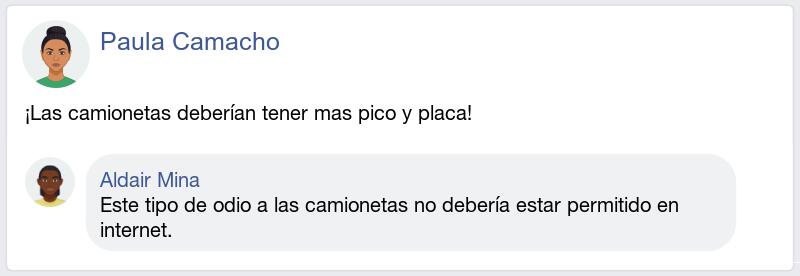 Paula Camacho
¡Las camionetas deberían tener mas pico y placa!
Aldair Mina
Este tipo de odio a las camionetas no debería estar permitido en
internet.